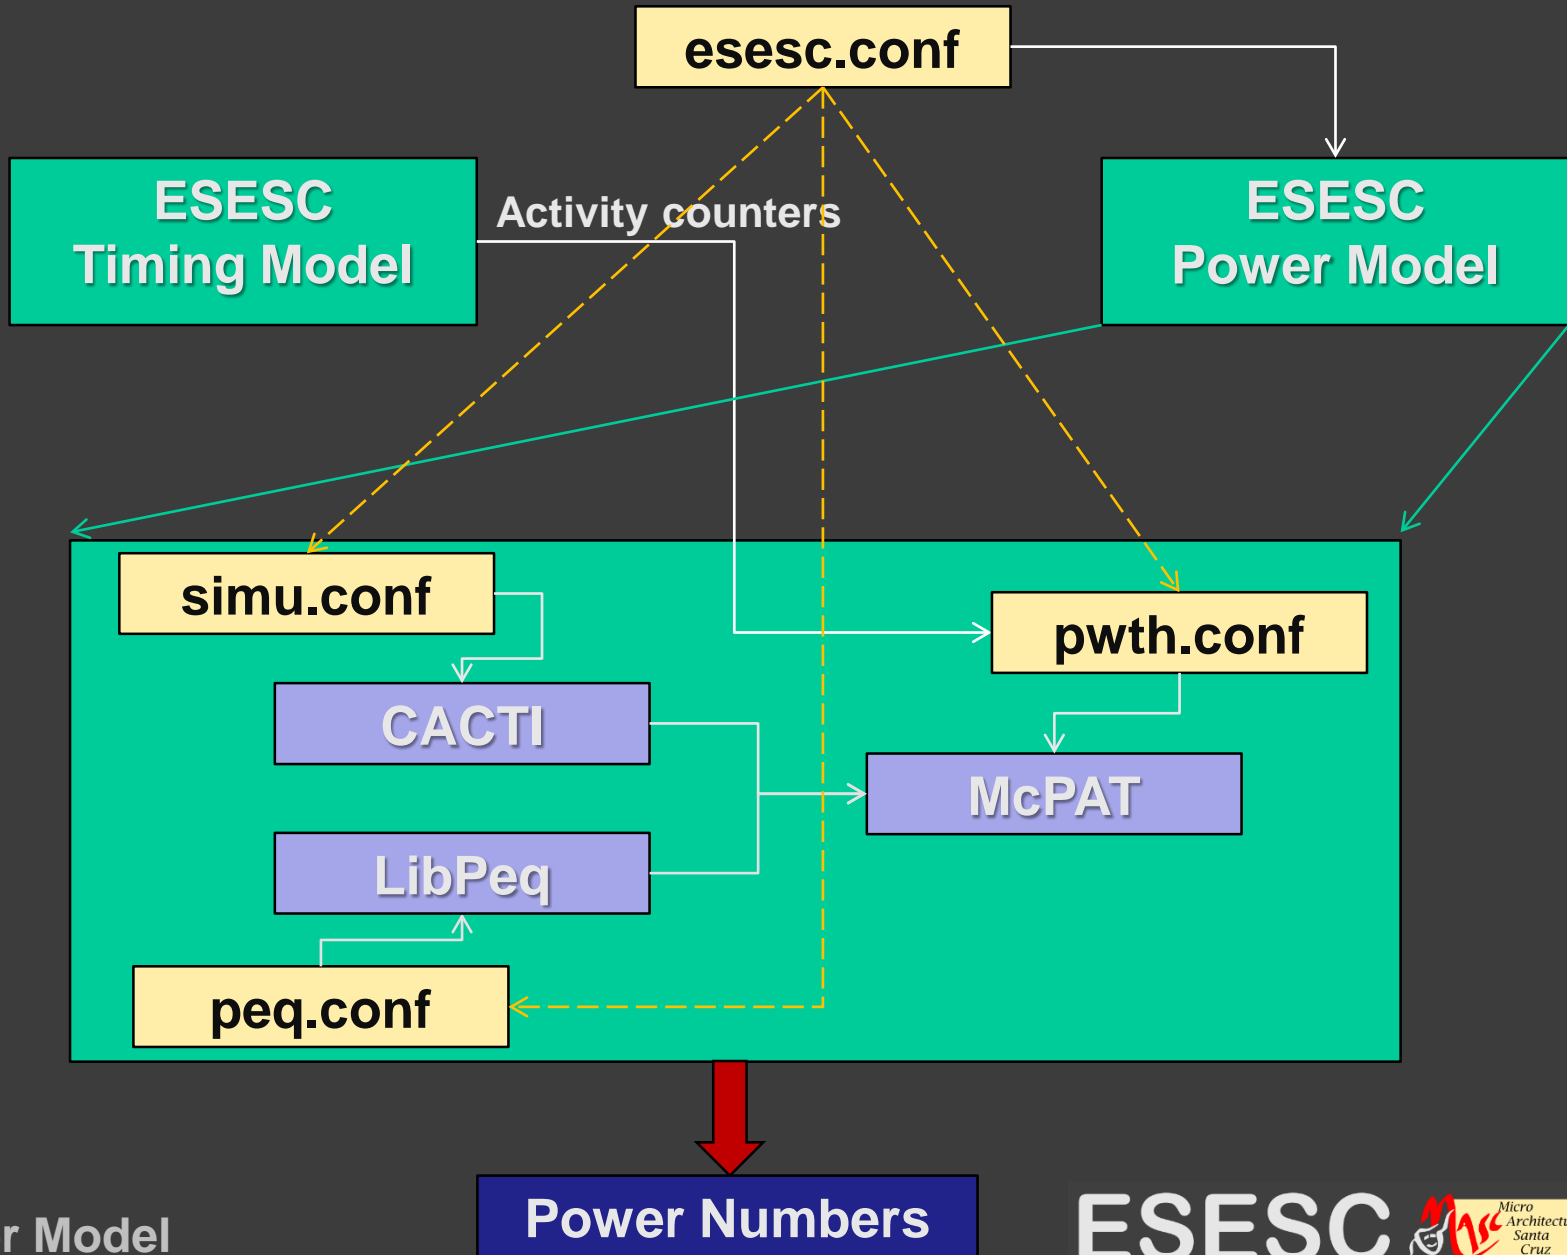 esesc.conf
ESESC
Timing Model
Activity counters
ESESC
Power Model
simu.conf
pwth.conf
CACTI
McPAT
LibPeq
peq.conf
Power Numbers
r Model
ESESC
Masc
Micro
Architectu
Santa
Cruz